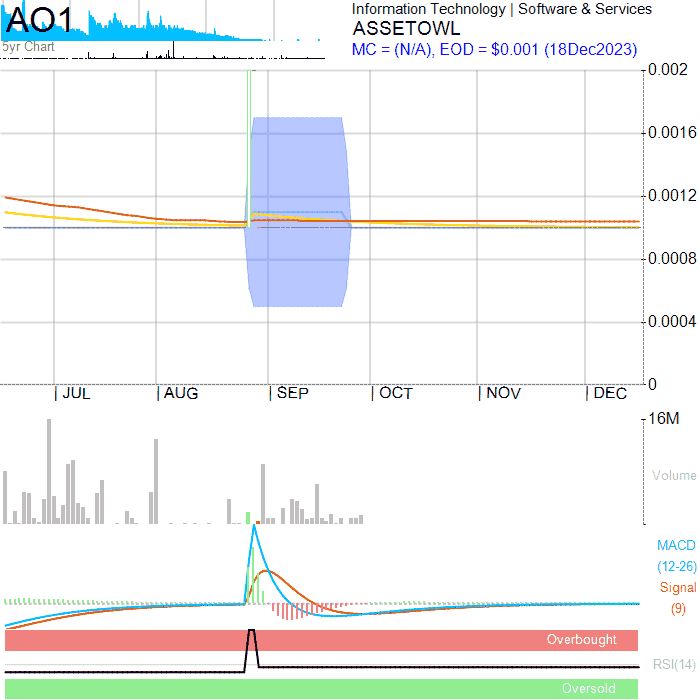 AO1
5yr Chart
Information Technology | Software & Services
ASSETOWL
MC = (N/A), EOD = $0.001 (18Dec2023)
0.002
0.0016
0.0012
0.0008
0.0004
0
JUL AUG SEP OCT NOV DEC
16M
Volume
MACD
(12-26)
Signal
(9)
Overbought
RSI(14)
Oversold